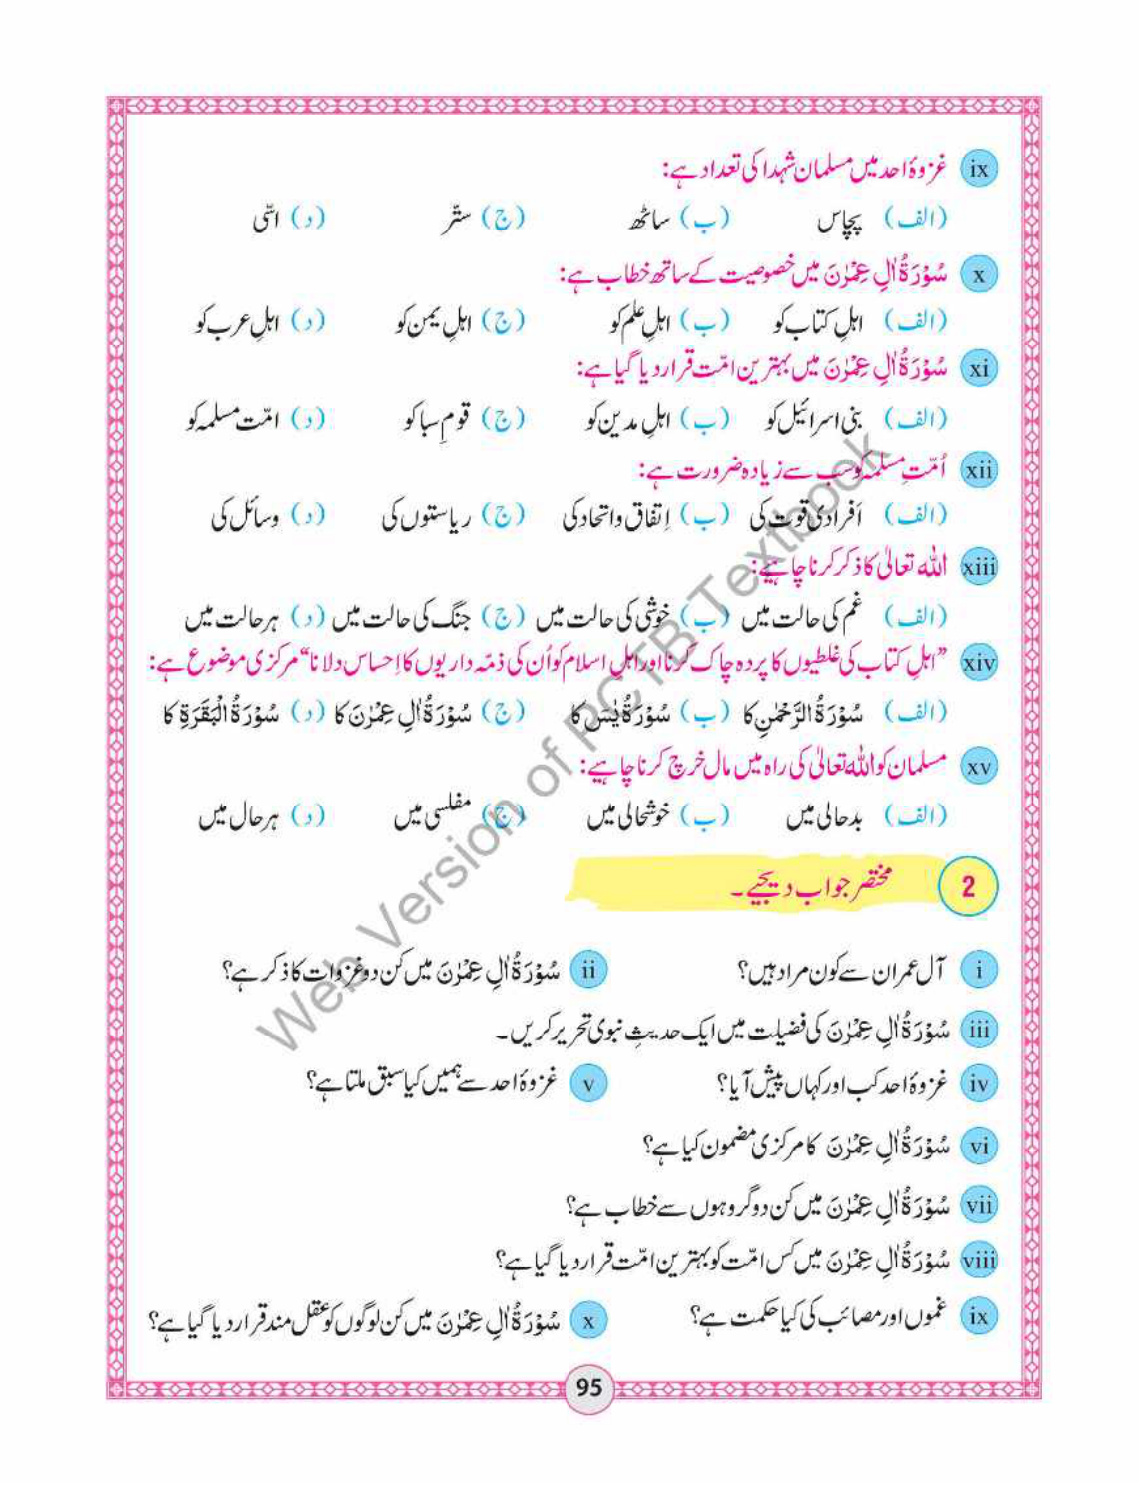 ix غزوۂ احد میں مسلمان شہدا کی تعداد ہے:
(الف) پچاس (ب) ساٹھ (ج) ستّر (د) اسّی
x سُوْرَةُ اٰلِ عِمْرٰنَ میں خصوصیت کے ساتھ خطاب ہے:
(الف) اہلِ کتاب کو (ب) اہلِ علم کو (ج) اہلِ یمن کو (د) اہلِ عرب کو
xi سُوْرَةُ اٰلِ عِمْرٰنَ میں بہترین امّت قرار دیا گیا ہے:
(الف) بنی اسرائیل کو (ب) اہلِ مدین کو (ج) قومِ سبا کو (د) امّت مسلمہ کو
xii اُمّتِ مسلمہ کو سب سے زیادہ ضرورت ہے:
(الف) اَفرادی قوت کی (ب) اِتفاق واتحاد کی (ج) ریاستوں کی (د) وسائل کی
xiii اللہ تعالیٰ کا ذکر کرنا چاہیے:
(الف) غم کی حالت میں (ب) خوشی کی حالت میں (ج) جنگ کی حالت میں (د) ہر حالت میں
xiv ”اہلِ کتاب کی غلطیوں کا پردہ چاک کرنا اور اہلِ اسلام کو اُن کی ذمّہ داریوں کا اِحساس دلانا“ مرکزی موضوع ہے:
(الف) سُوْرَةُ الرَّحْمٰنِ کا (ب) سُوْرَةُ يٰسٓ کا (ج) سُوْرَةُ اٰلِ عِمْرٰنَ کا (د) سُوْرَةُ الْبَقَرَةِ کا
xv مسلمان کو اللہ تعالیٰ کی راہ میں مال خرچ کرنا چاہیے:
(الف) بدحالی میں (ب) خوشحالی میں (ج) مفلسی میں (د) ہر حال میں
2 مختصر جواب دیجیے۔
i آل عمران سے کون مراد ہیں؟ ii سُوْرَةُ اٰلِ عِمْرٰنَ میں کن دو غزوات کا ذکر ہے؟
iii سُوْرَةُ اٰلِ عِمْرٰنَ کی فضیلت میں ایک حدیثِ نبوی تحریر کریں۔
iv غزوۂ احد کب اور کہاں پیش آیا؟ v غزوۂ احد سے ہمیں کیا سبق ملتا ہے؟
vi سُوْرَةُ اٰلِ عِمْرٰنَ کا مرکزی مضمون کیا ہے؟
vii سُوْرَةُ اٰلِ عِمْرٰنَ میں کن دو گروہوں سے خطاب ہے؟
viii سُوْرَةُ اٰلِ عِمْرٰنَ میں کس امّت کو بہترین امّت قرار دیا گیا ہے؟
ix غموں اور مصائب کی کیا حکمت ہے؟ x سُوْرَةُ اٰلِ عِمْرٰنَ میں کن لوگوں کو عقل مند قرار دیا گیا ہے؟
95
Web Version of PCTB Textbook